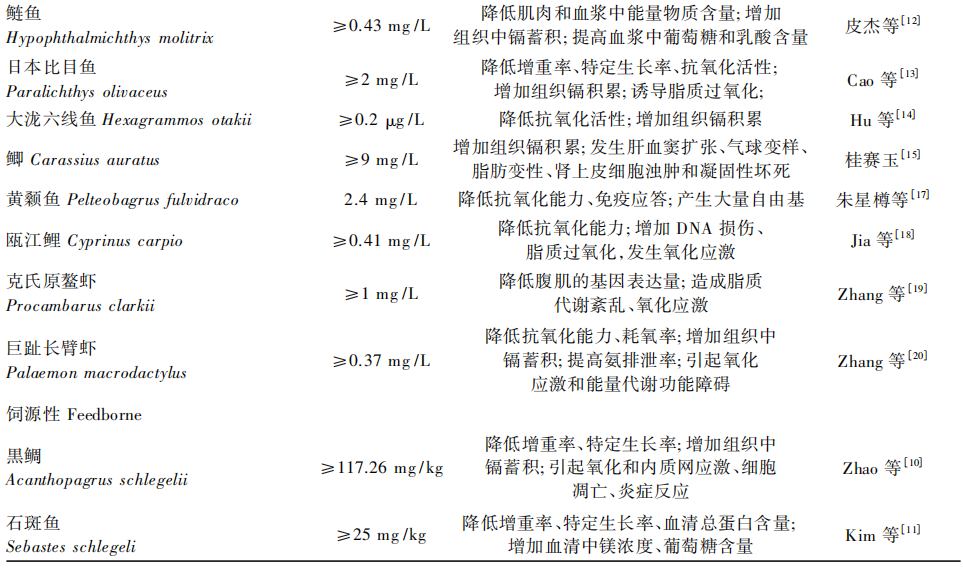 鲢鱼
Hypophthalmichthys molitrix
≥0.43 mg/L
降低肌肉和血浆中能量物质含量;增加
组织中镉蓄积;提高血浆中葡萄糖和乳酸含量
皮杰等[12]
日本比目鱼
Paralichthys olivaceus
≥2 mg/L
降低增重率、特定生长率、抗氧化活性;
增加组织镉积累;诱导脂质过氧化;
Cao 等[13]
大泷六线鱼 Hexagrammos otakii
≥0.2 μg/L
降低抗氧化活性;增加组织镉积累
Hu 等[14]
鲫 Carassius auratus
≥9 mg/L
增加组织镉积累;发生肝血窦扩张、气球变样、
脂肪变性、肾上皮细胞浊肿和凝固性坏死
桂赛玉[15]
黄颡鱼 Pelteobagrus fulvidraco
2.4 mg/L
降低抗氧化能力、免疫应答;产生大量自由基
朱星樽等[17]
瓯江鲤 Cyprinus carpio
≥0.41 mg/L
降低抗氧化能力;增加 DNA 损伤、
脂质过氧化,发生氧化应激
Jia 等[18]
克氏原螯虾
Procambarus clarkii
≥1 mg/L
降低腹肌的基因表达量;造成脂质
代谢紊乱、氧化应激
Zhang 等[19]
巨趾长臂虾
Palaemon macrodactylus
≥0.37 mg/L
降低抗氧化能力、耗氧率;增加组织中
镉蓄积;提高氨排泄率;引起氧化
应激和能量代谢功能障碍
Zhang 等[20]
饲源性 Feedborne
黑鲷
Acanthopagrus schlegelii
≥117.26 mg/kg
降低增重率、特定生长率;增加组织中
镉蓄积;引起氧化和内质网应激、细胞
凋亡、炎症反应
Zhao 等[10]
石斑鱼
Sebastes schlegeli
≥25 mg/kg
降低增重率、特定生长率、血清总蛋白含量;
增加血清中镁浓度、葡萄糖含量
Kim 等[11]